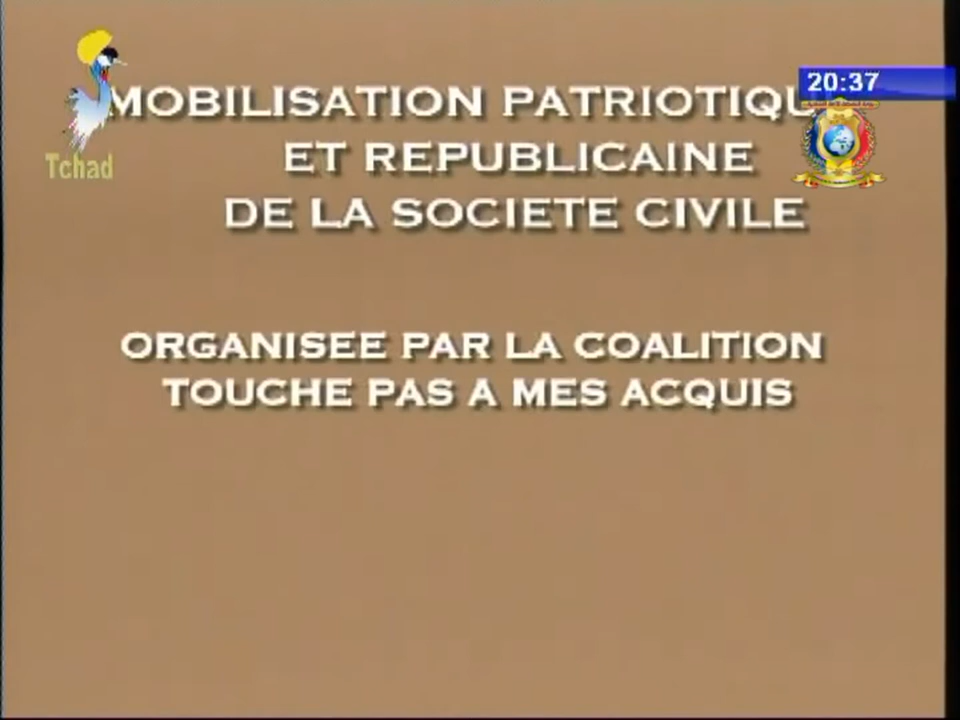 20:37
MOBILISATION PATRIOTIQU
ET REPUBLICAINE
DE LA SOCIETE CIVILE
Tchad
ORGANISEE PAR LA COALITION
TOUCHE PAS A MES ACQUIS